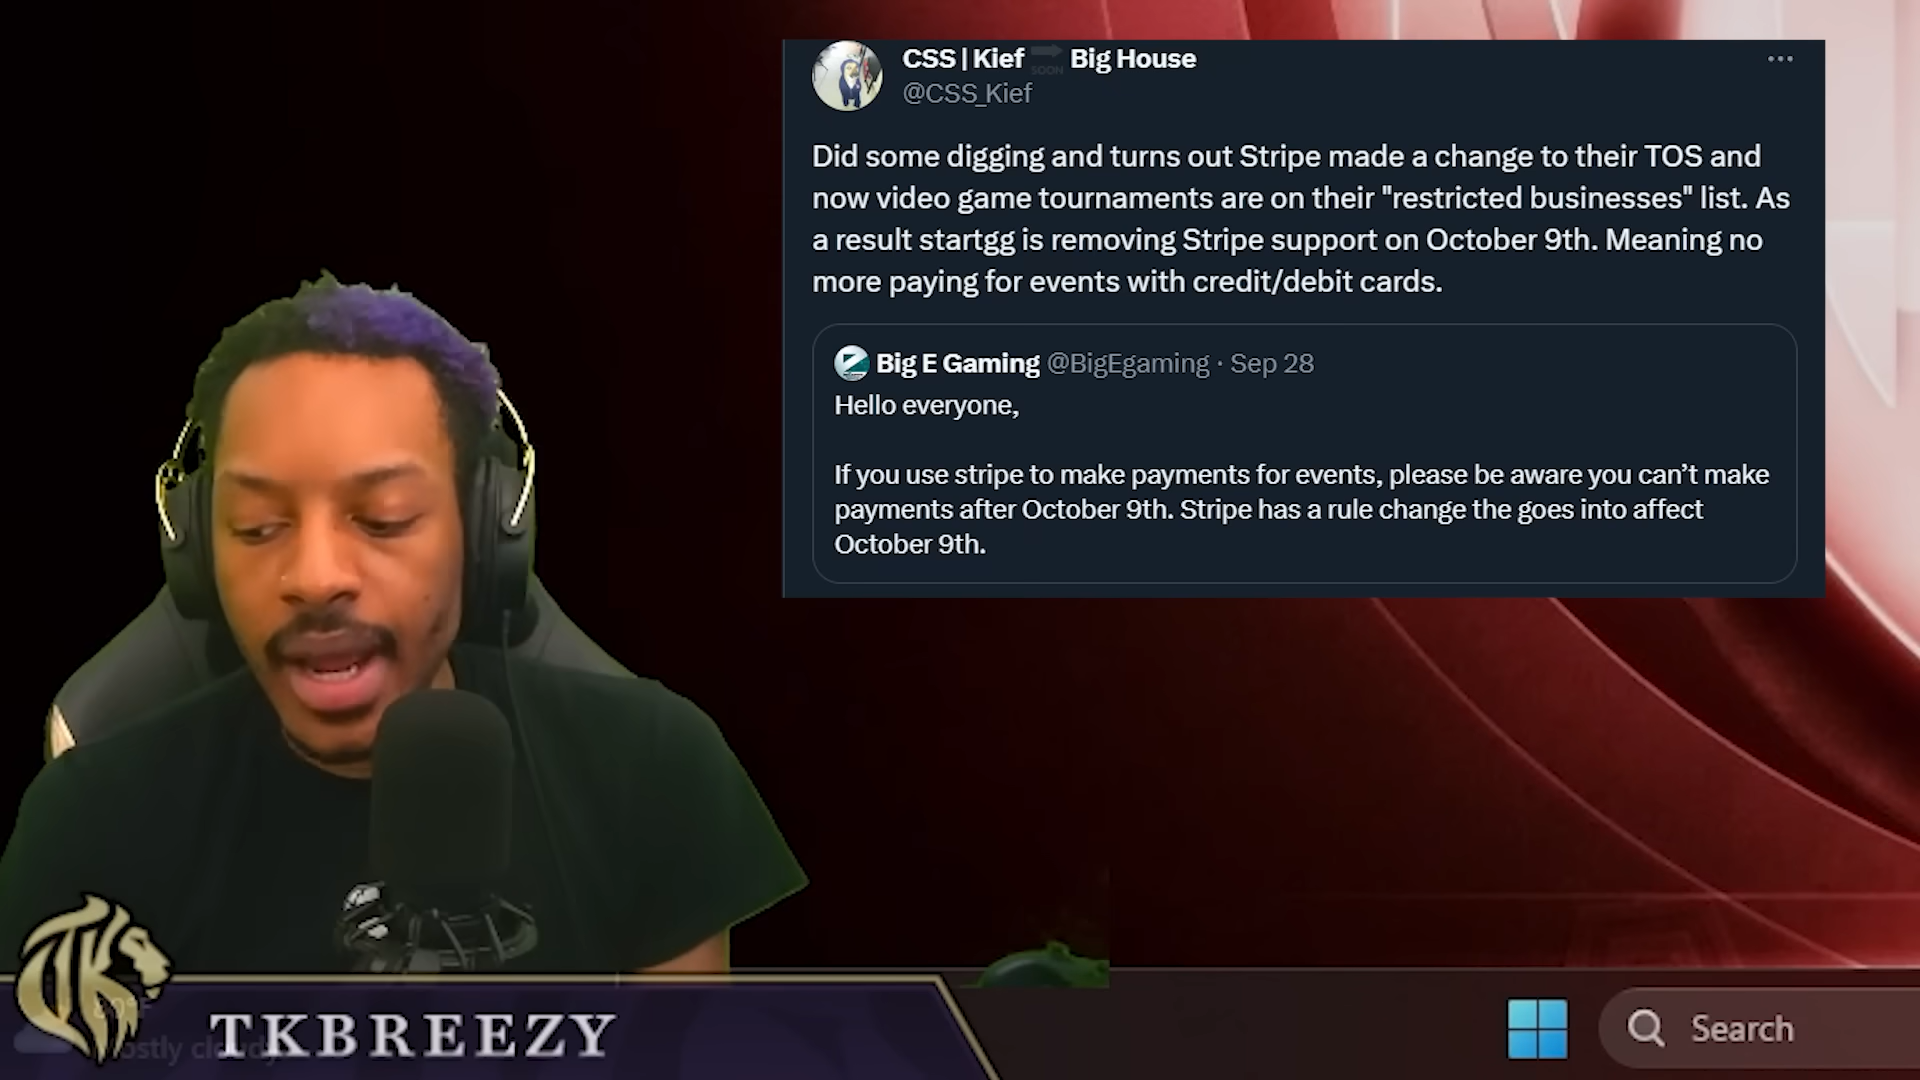 CSS | Kief SOON Big House
@CSS_Kief
Did some digging and turns out Stripe made a change to their TOS and
now video game tournaments are on their "restricted businesses" list. As
a result startgg is removing Stripe support on October 9th. Meaning no
more paying for events with credit/debit cards.
Big E Gaming @BigEgaming · Sep 28
Hello everyone,
If you use stripe to make payments for events, please be aware you can’t make
payments after October 9th. Stripe has a rule change the goes into affect
October 9th.
TK
TKBREEZY
Search